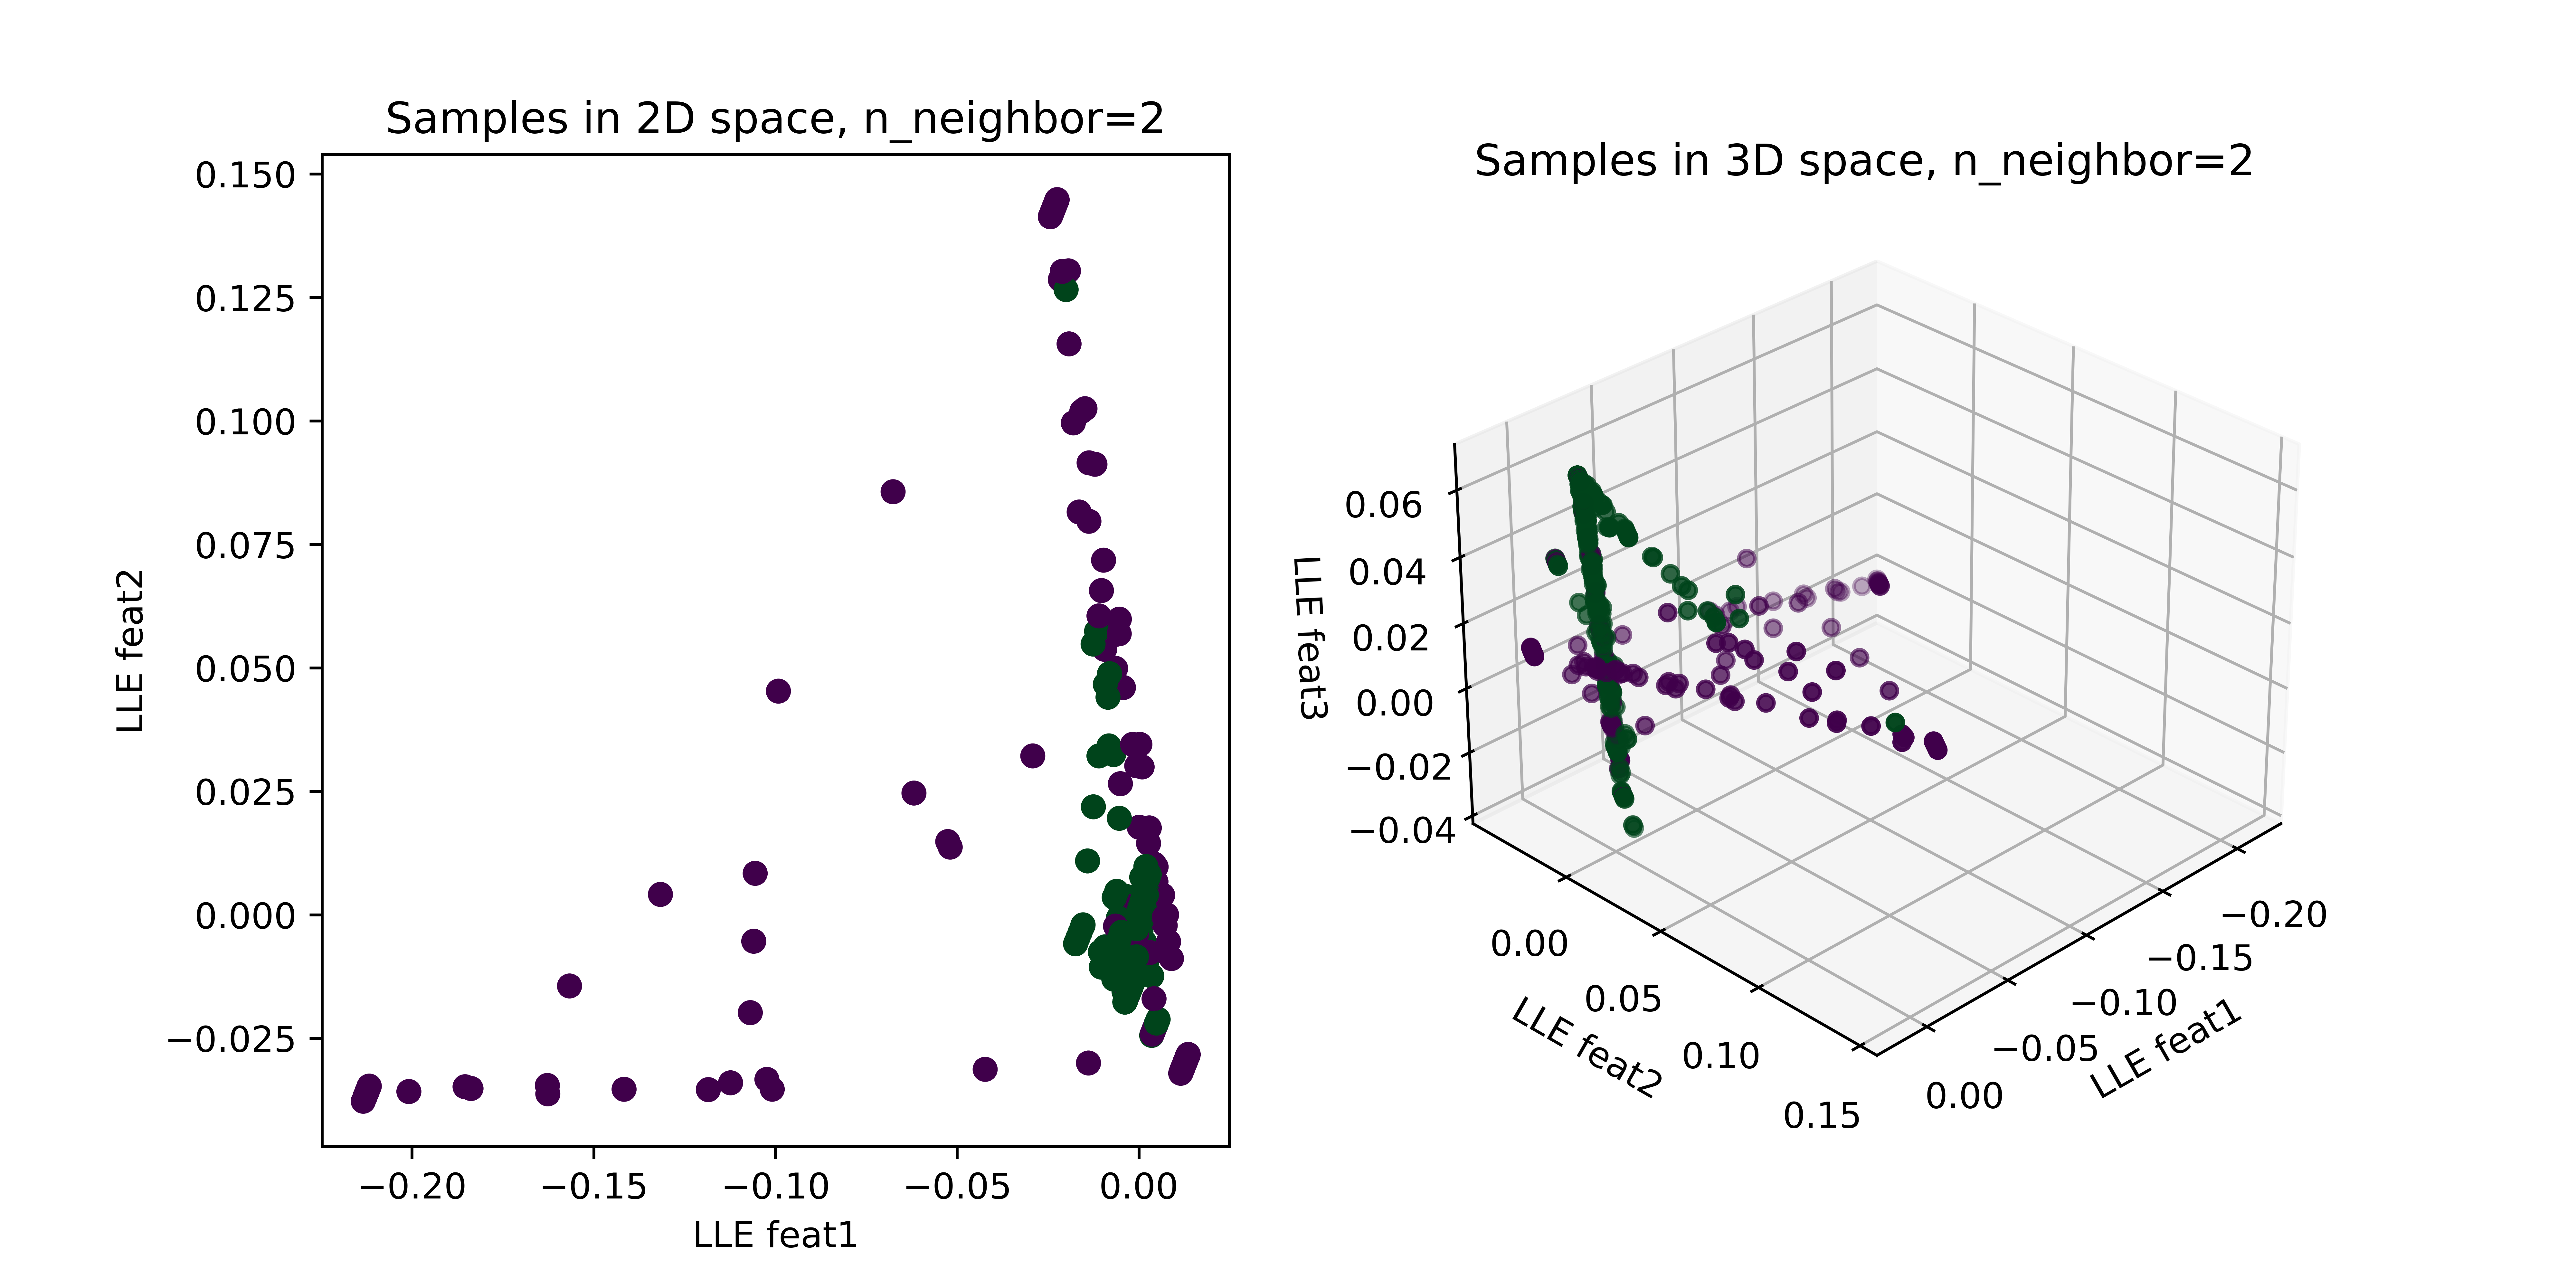 Samples in 2D space, n_neighbor=2
0.150
0.125
0.100
0.075
0.050
0.025
0.000
−0.025
LLE feat2
−0.20 −0.15 −0.10 −0.05 0.00
LLE feat1
Samples in 3D space, n_neighbor=2
0.06
0.04
0.02
0.00
−0.02
−0.04
LLE feat3
0.00
0.05
0.10
0.15
LLE feat2
−0.20
−0.15
−0.10
−0.05
0.00
LLE feat1